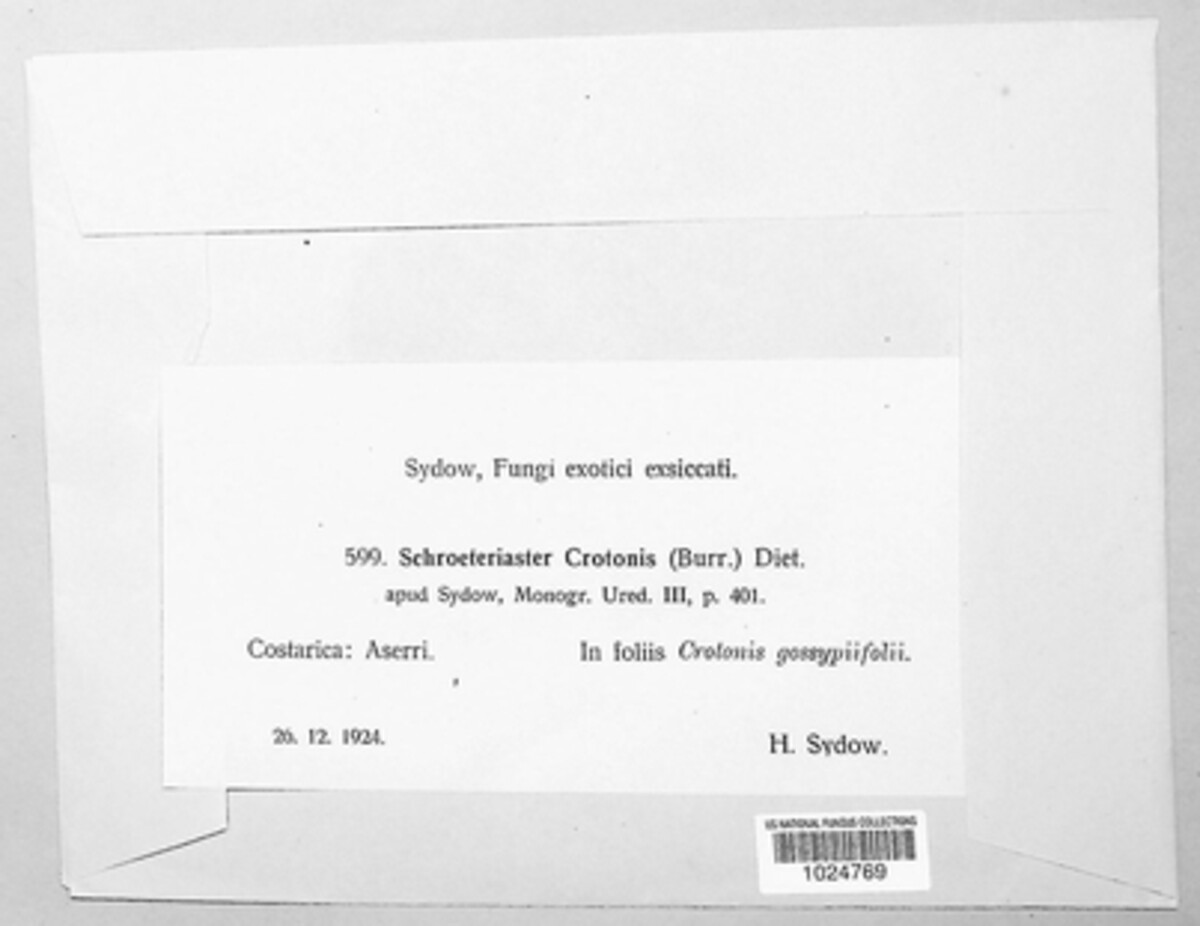 Sydow, Fungi exotici exsiccati.
599. Schroeteriaster Crotonis (Burr.) Diet.
apud Sydow, Monogr. Ured. III, p. 401.
Costarica: Aserri. In foliis Crotonis gossypiifolii.
26. 12. 1924. H. Sydow.
US NATIONAL FUNGUS COLLECTIONS
1024769